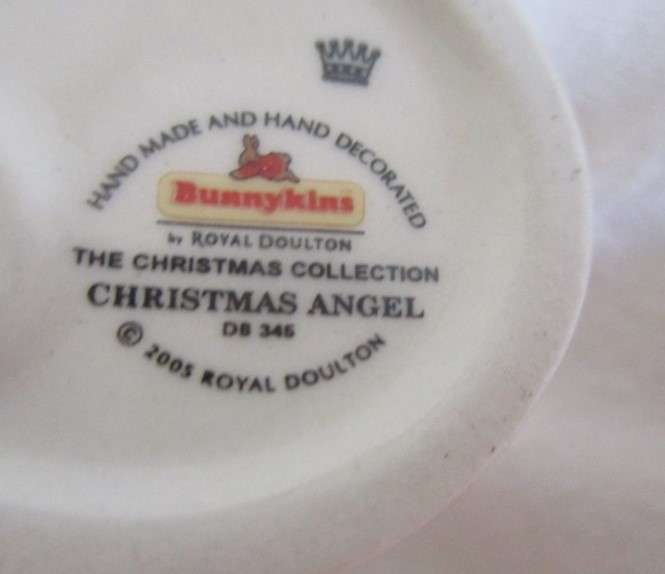 HAND MADE AND HAND DECORATED
Bunnykins
by ROYAL DOULTON
THE CHRISTMAS COLLECTION
CHRISTMAS ANGEL
DB 345
© 2005 ROYAL DOULTON